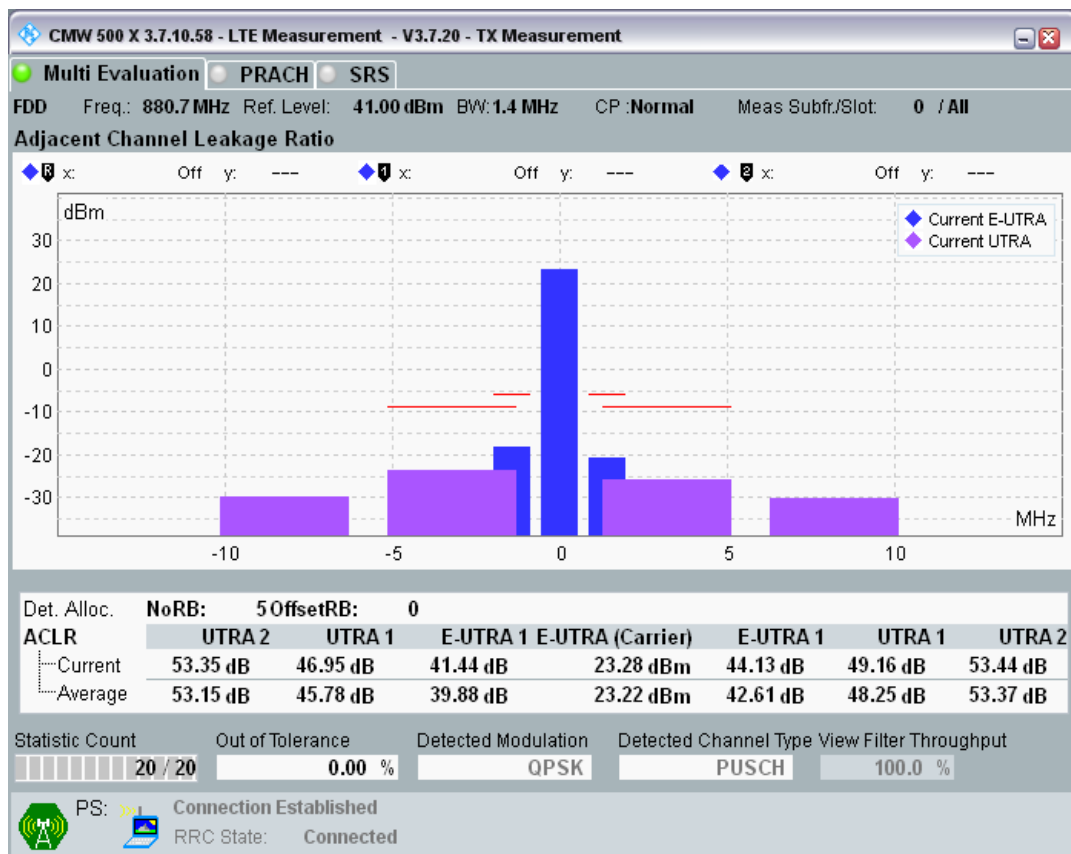 CMW 500 X 3.7.10.58 - LTE Measurement - V3.7.20 - TX Measurement
Multi Evaluation PRACH SRS
FDD Freq.: 880.7 MHz Ref. Level: 41.00 dBm BW: 1.4 MHz CP :Normal Meas Subfr./Slot: 0 / All
Adjacent Channel Leakage Ratio
R x: Off y: --- 1 x: Off y: --- 2 x: Off y: ---
dBm
Current E-UTRA
Current UTRA
30
20
10
0
-10
-20
-30
MHz
-10 -5 0 5 10
Det. Alloc. NoRB: 5 OffsetRB: 0
ACLR UTRA 2 UTRA 1 E-UTRA 1 E-UTRA (Carrier) E-UTRA 1 UTRA 1 UTRA 2
Current 53.35 dB 46.95 dB 41.44 dB 23.28 dBm 44.13 dB 49.16 dB 53.44 dB
Average 53.15 dB 45.78 dB 39.88 dB 23.22 dBm 42.61 dB 48.25 dB 53.37 dB
Statistic Count Out of Tolerance Detected Modulation Detected Channel Type View Filter Throughput
20 / 20 0.00 % QPSK PUSCH 100.0 %
PS: Connection Established
RRC State: Connected